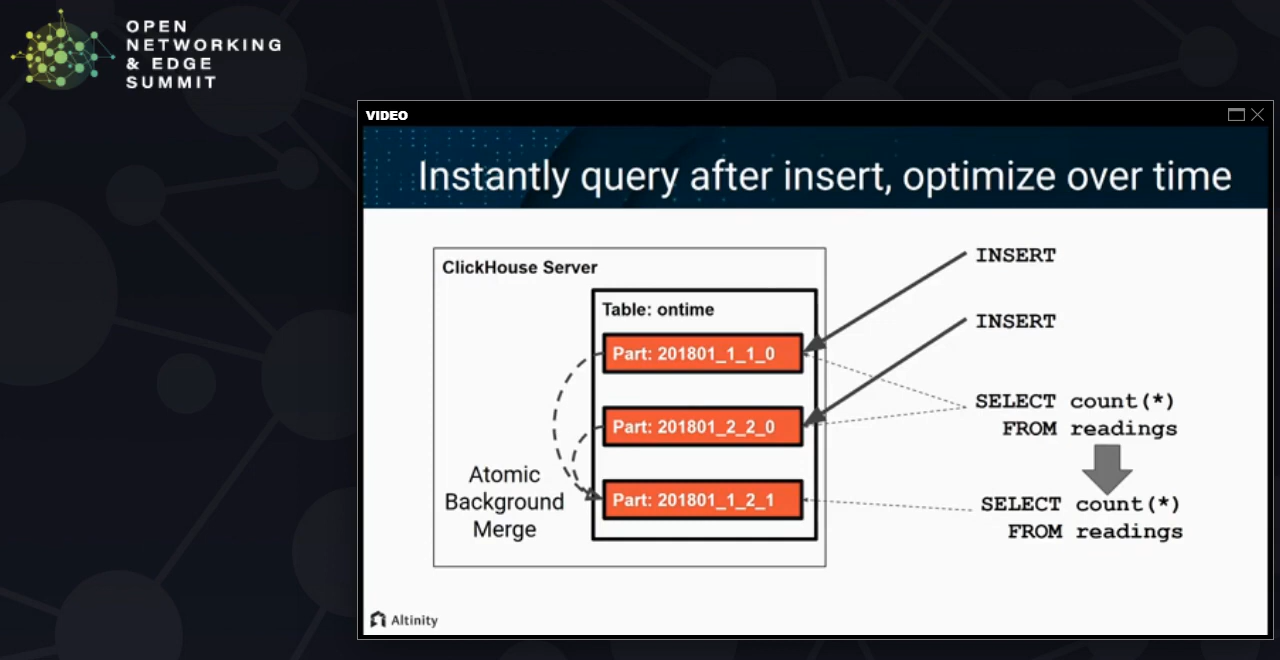 OPEN
NETWORKING
& EDGE
SUMMIT
VIDEO
Instantly query after insert, optimize over time
ClickHouse Server
Table: ontime
Part: 201801_1_1_0
Part: 201801_2_2_0
Part: 201801_1_2_1
Atomic
Background
Merge
INSERT
INSERT
SELECT count(*)
FROM readings
SELECT count(*)
FROM readings
Altinity